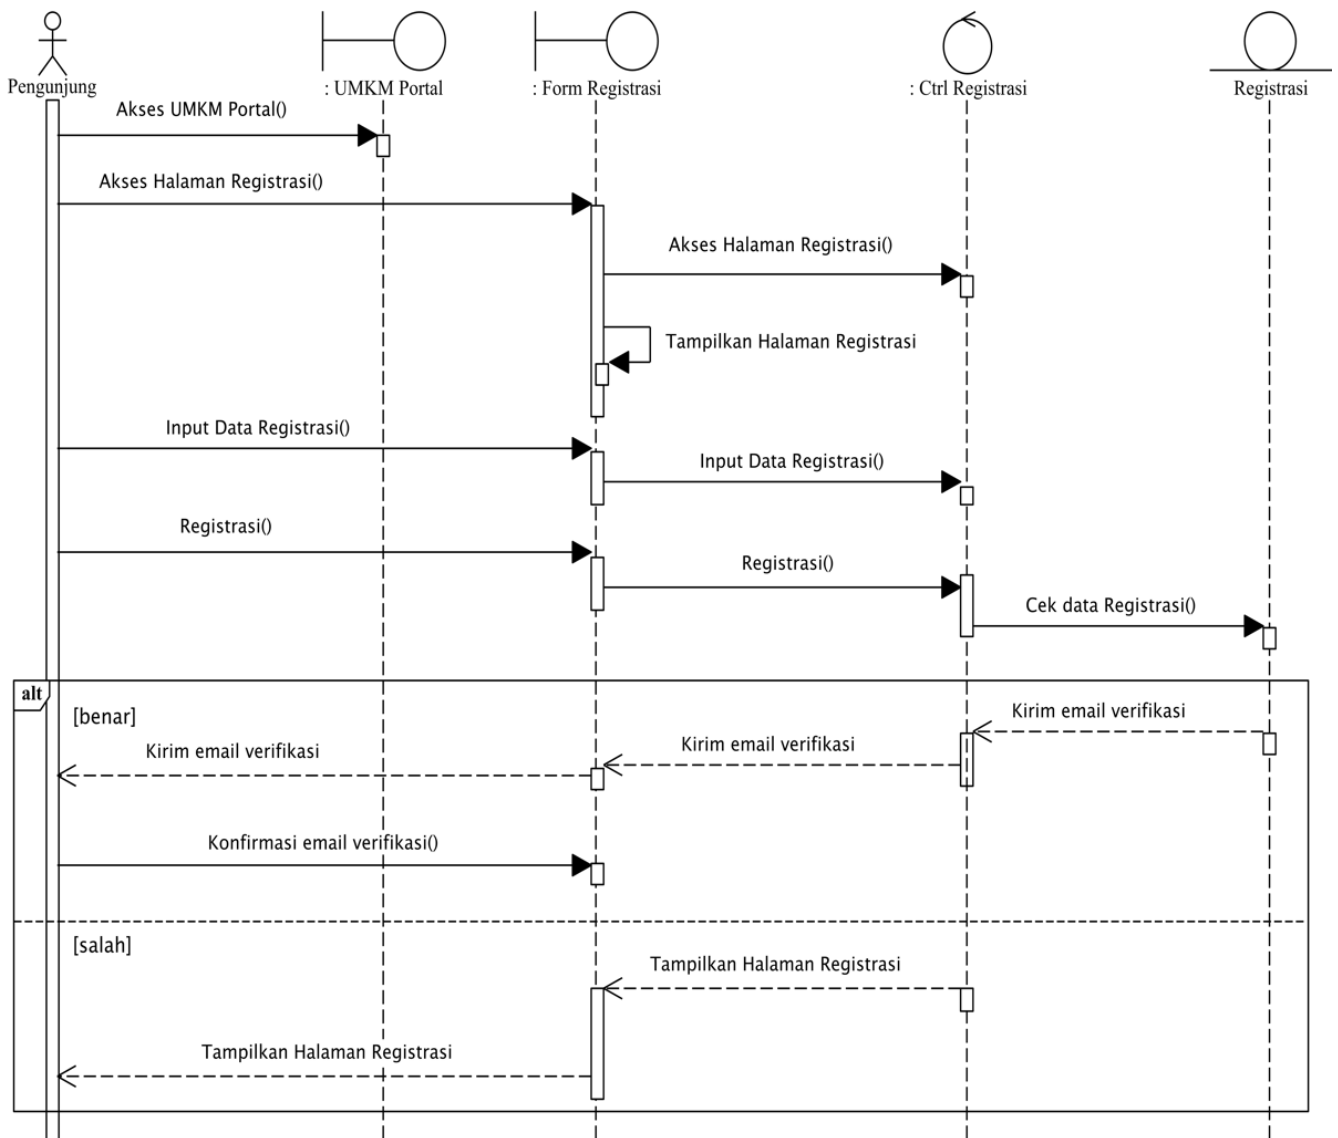 Pengunjung
: UMKM Portal
: Form Registrasi
: Ctrl Registrasi
Registrasi
Akses UMKM Portal()
Akses Halaman Registrasi()
Akses Halaman Registrasi()
Tampilkan Halaman Registrasi
Input Data Registrasi()
Input Data Registrasi()
Registrasi()
Registrasi()
Cek data Registrasi()
alt
[benar]
Kirim email verifikasi
Kirim email verifikasi
Kirim email verifikasi
Konfirmasi email verifikasi()
[salah]
Tampilkan Halaman Registrasi
Tampilkan Halaman Registrasi